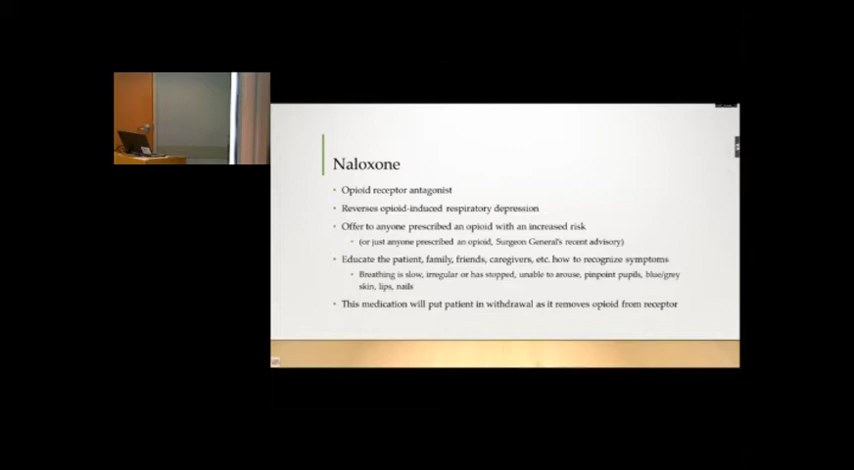 Naloxone
• Opioid receptor antagonist
• Reverses opioid-induced respiratory depression
• Offer to anyone prescribed an opioid with an increased risk
• (or just anyone prescribed an opioid, Surgeon General's recent advisory)
• Educate the patient, family, friends, caregivers, etc. how to recognize symptoms
• Breathing is slow, irregular or has stopped, unable to arouse, pinpoint pupils, blue/grey
skin, lips, nails
• This medication will put patient in withdrawal as it removes opioid from receptor